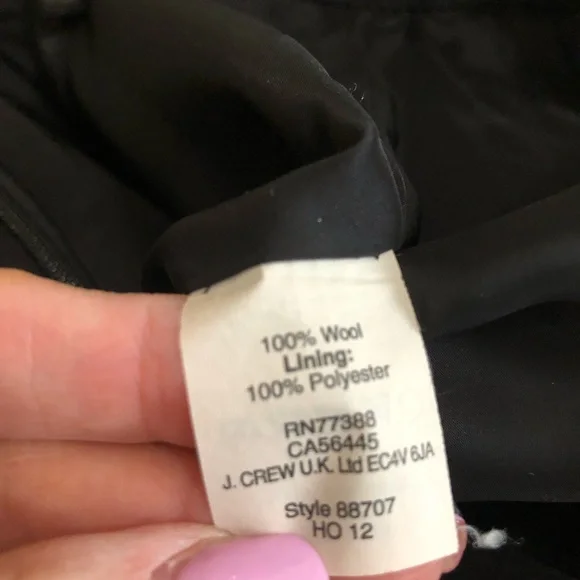 100% Wool
Lining:
100% Polyester
RN77388
CA56445
J. CREW U.K. Ltd EC4V 6JA
Style 88707
HO 12